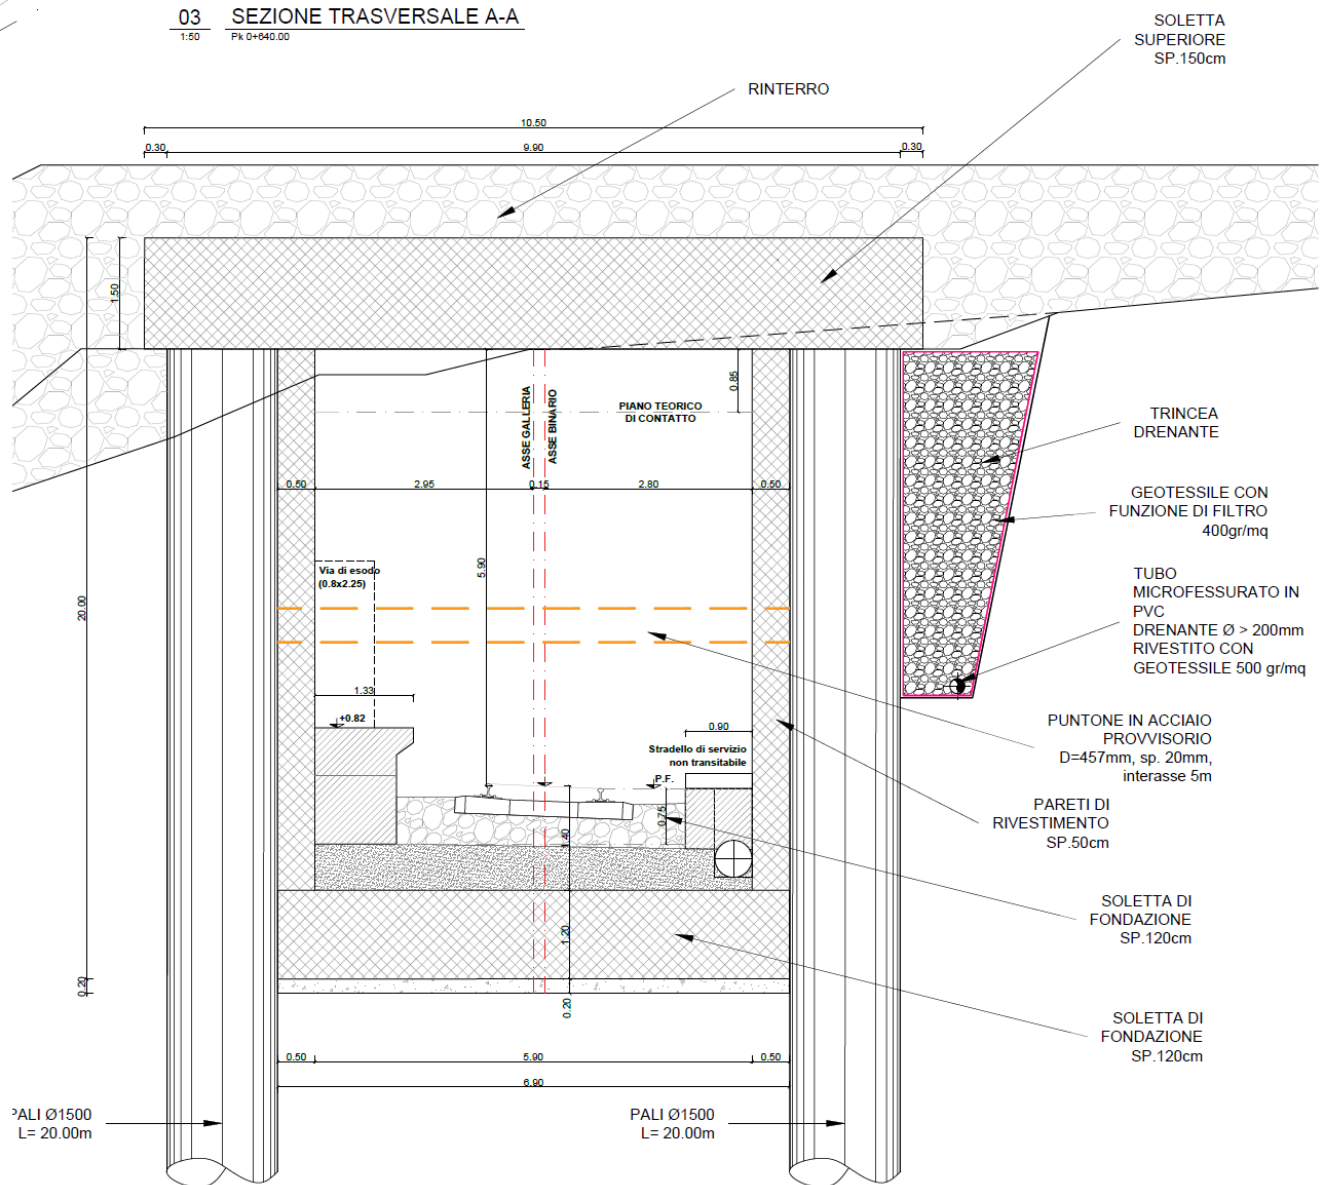 03 SEZIONE TRASVERSALE A-A
1:50 Pk 0+640.00
SOLETTA
SUPERIORE
SP.150cm
RINTERRO
10.50
0.30 9.90 0.30
1.50
0.85
PIANO TEORICO
DI CONTATTO
ASSE GALLERIA
ASSE BINARIO
TRINCEA
DRENANTE
0.50 2.95 0.15 2.80 0.50
GEOTESSILE CON
FUNZIONE DI FILTRO
400gr/mq
5.90
Via di esodo
(0.8x2.25)
20.00
TUBO
MICROFESSURATO IN
PVC
DRENANTE Ø > 200mm
RIVESTITO CON
GEOTESSILE 500 gr/mq
1.33
+0.82
0.90
Stradello di servizio
non transitabile
P.F.
PUNTONE IN ACCIAIO
PROVVISORIO
D=457mm, sp. 20mm,
interasse 5m
0.75
1.40
PARETI DI
RIVESTIMENTO
SP.50cm
SOLETTA DI
FONDAZIONE
SP.120cm
1.20
0.20
0.20
SOLETTA DI
FONDAZIONE
SP.120cm
0.50 5.90 0.50
6.90
PALI Ø1500
L= 20.00m
PALI Ø1500
L= 20.00m